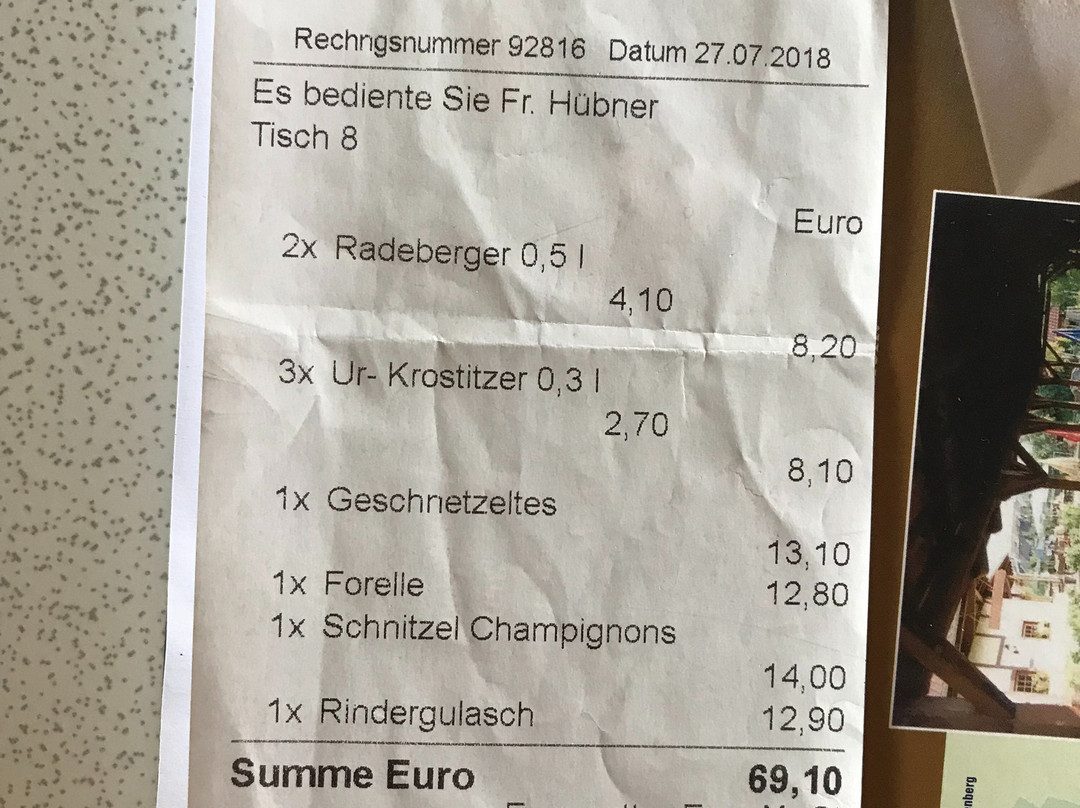 Rechngsnummer 92816 Datum 27.07.2018
Es bediente Sie Fr. Hübner
Tisch 8
Euro
2x Radeberger 0,5 l
4,10
8,20
3x Ur- Krostitzer 0,3 l
2,70
8,10
1x Geschnetzeltes
13,10
1x Forelle 12,80
1x Schnitzel Champignons
14,00
1x Rindergulasch 12,90
Summe Euro 69,10
nberg